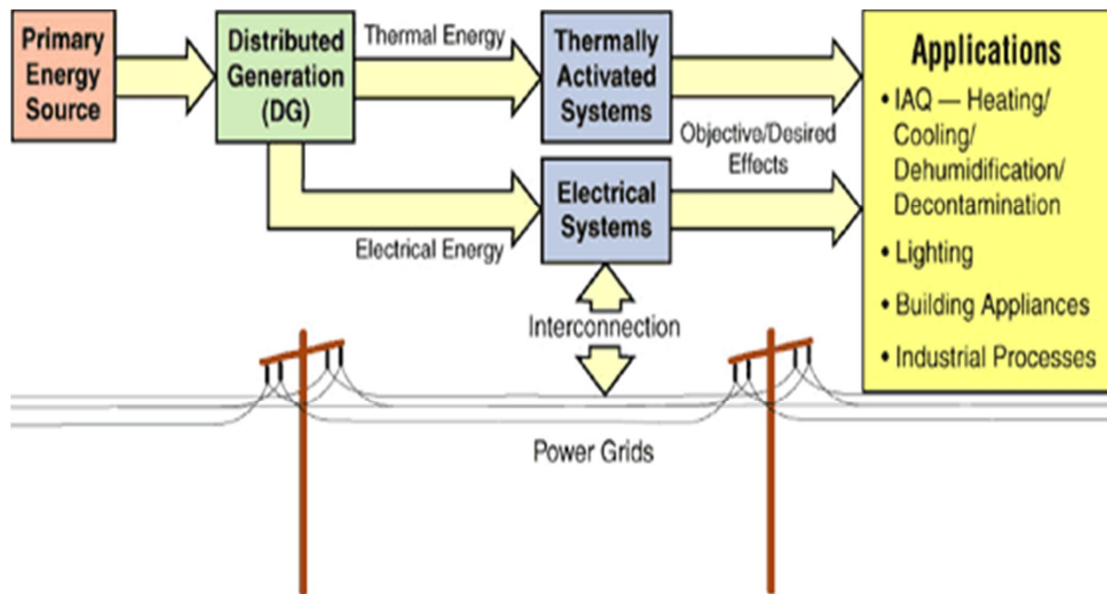 Primary
Energy
Source
Distributed
Generation
(DG)
Thermal Energy
Thermally
Activated
Systems
Objective/Desired
Effects
Electrical Energy
Electrical
Systems
Interconnection
Power Grids
Applications
• IAQ — Heating/
Cooling/
Dehumidification/
Decontamination
• Lighting
• Building Appliances
• Industrial Processes